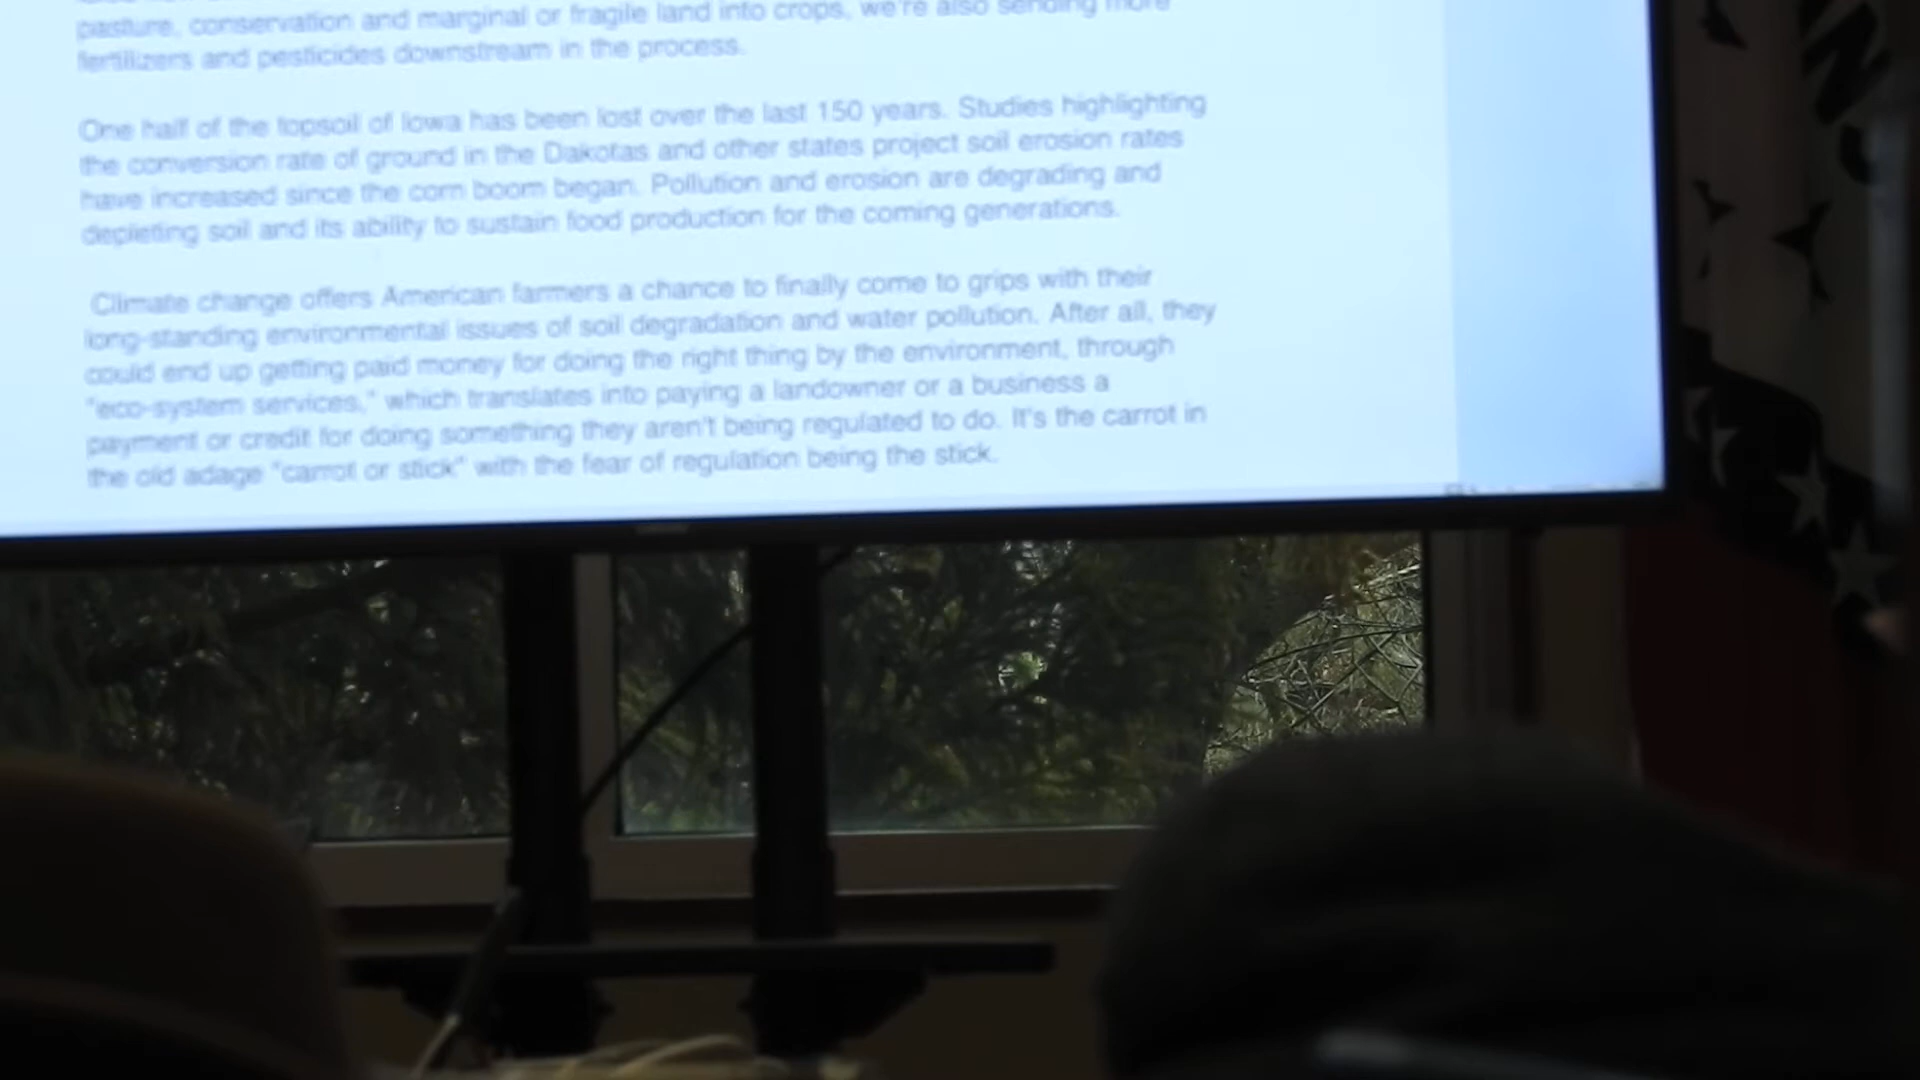 pasture, conservation and marginal or fragile land into crops, we're also sending more
fertilizers and pesticides downstream in the process.
One half of the topsoil of Iowa has been lost over the last 150 years. Studies highlighting
the conversion rate of ground in the Dakotas and other states project soil erosion rates
have increased since the corn boom began. Pollution and erosion are degrading and
depleting soil and its ability to sustain food production for the coming generations.
Climate change offers American farmers a chance to finally come to grips with their
long-standing environmental issues of soil degradation and water pollution. After all, they
could end up getting paid money for doing the right thing by the environment, through
"eco-system services," which translates into paying a landowner or a business a
payment or credit for doing something they aren't being regulated to do. It's the carrot in
the old adage "carrot or stick" with the fear of regulation being the stick.